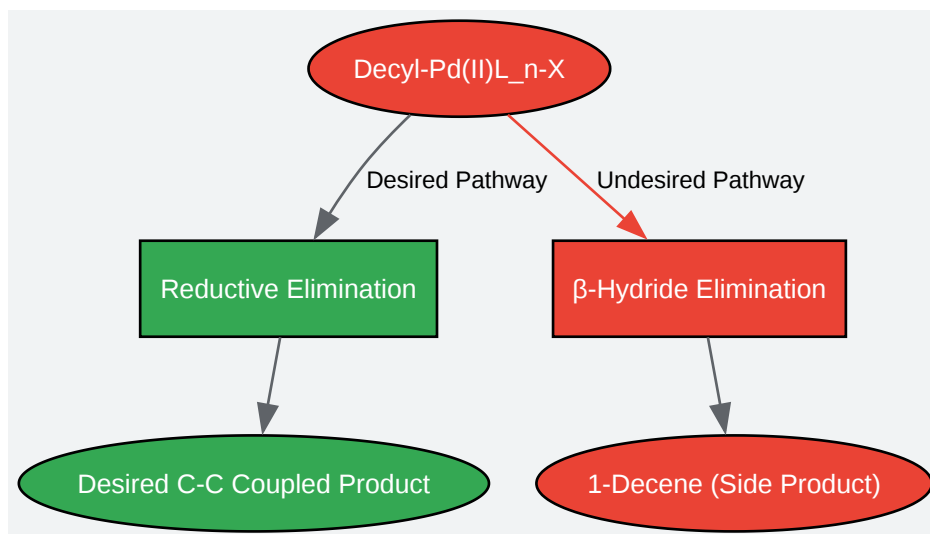 Decyl-Pd(II)L_n-X
Desired Pathway
Undesired Pathway
Reductive Elimination
β-Hydride Elimination
Desired C-C Coupled Product
1-Decene (Side Product)